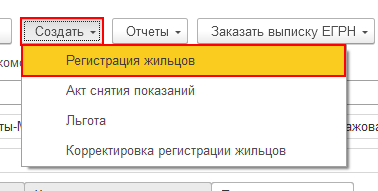 Создать Отчеты Заказать выписку ЕГРН
Регистрация жильцов
Акт снятия показаний
Льгота
Корректировка регистрации жильцов